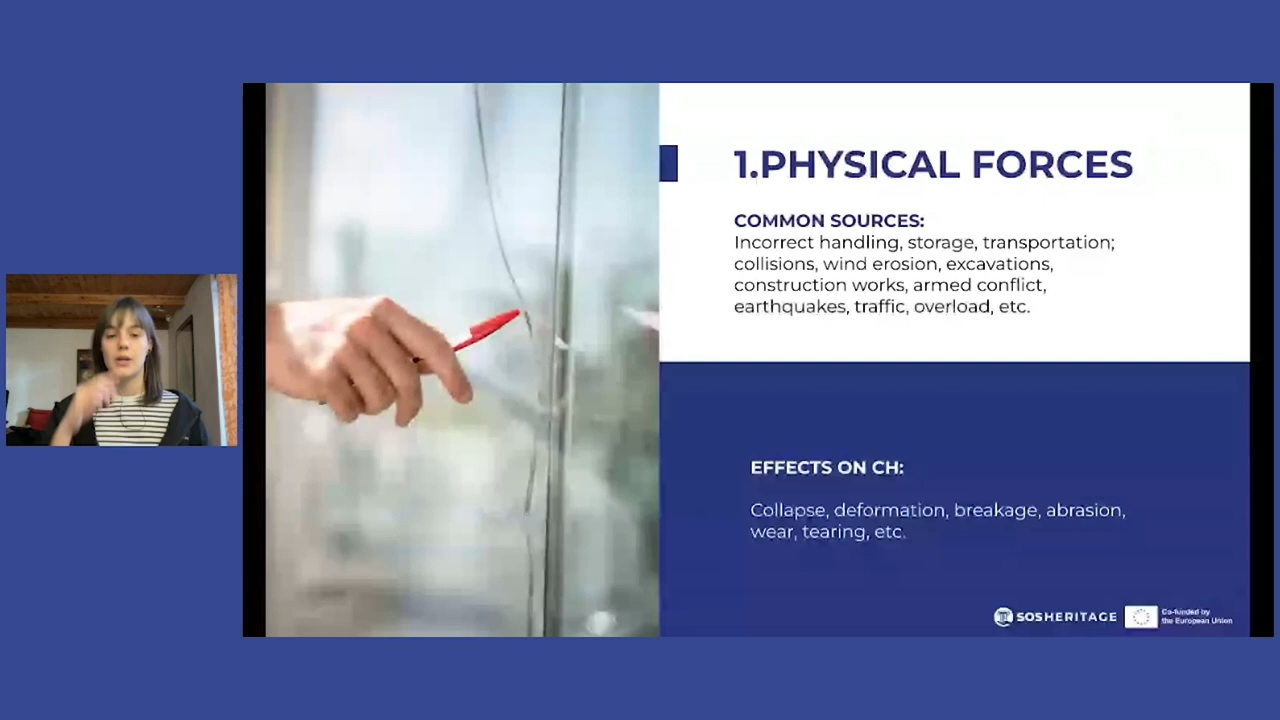 1.PHYSICAL FORCES
COMMON SOURCES:
Incorrect handling, storage, transportation;
collisions, wind erosion, excavations,
construction works, armed conflict,
earthquakes, traffic, overload, etc.
EFFECTS ON CH:
Collapse, deformation, breakage, abrasion,
wear, tearing, etc.
SOSHERITAGE
Co-funded by
the European Union